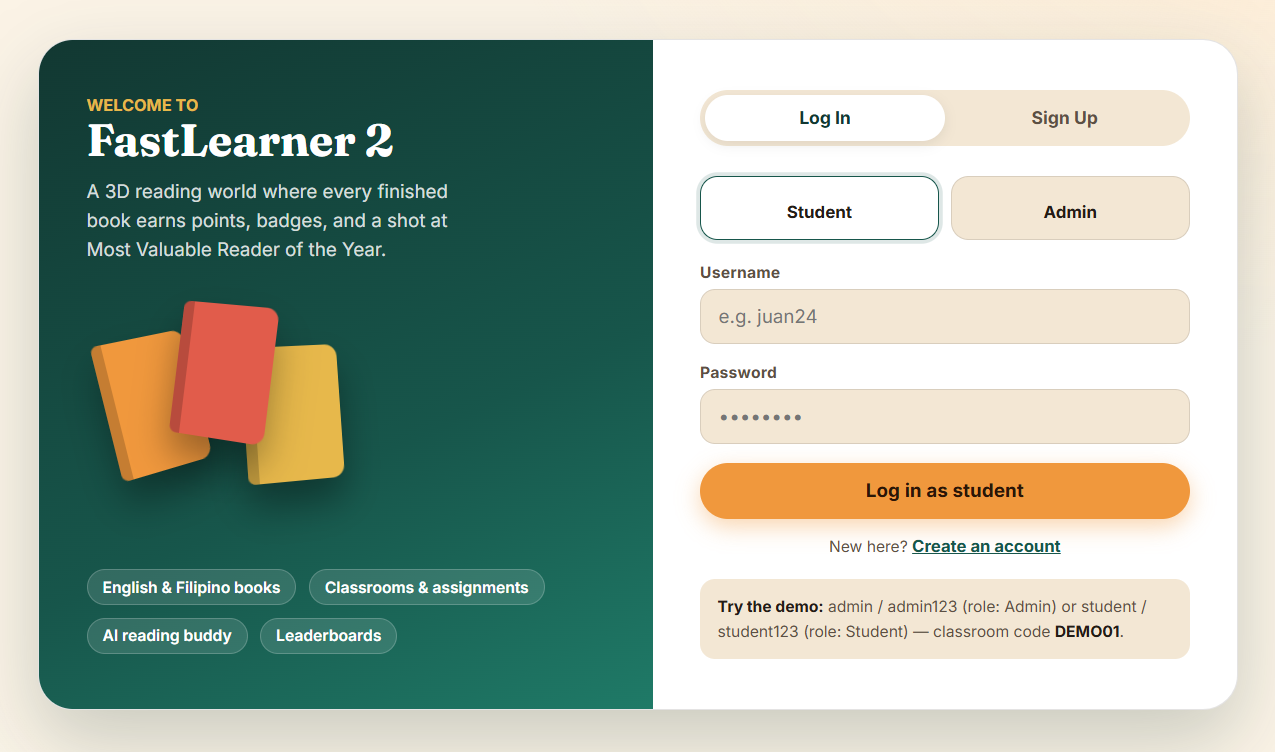 WELCOME TO
FastLearner 2
A 3D reading world where every finished
book earns points, badges, and a shot at
Most Valuable Reader of the Year.
English & Filipino books
Classrooms & assignments
AI reading buddy
Leaderboards
Log In
Sign Up
Student
Admin
Username
e.g. juan24
Password
••••••••
Log in as student
New here? Create an account
Try the demo: admin / admin123 (role: Admin) or student /
student123 (role: Student) — classroom code DEMO01.